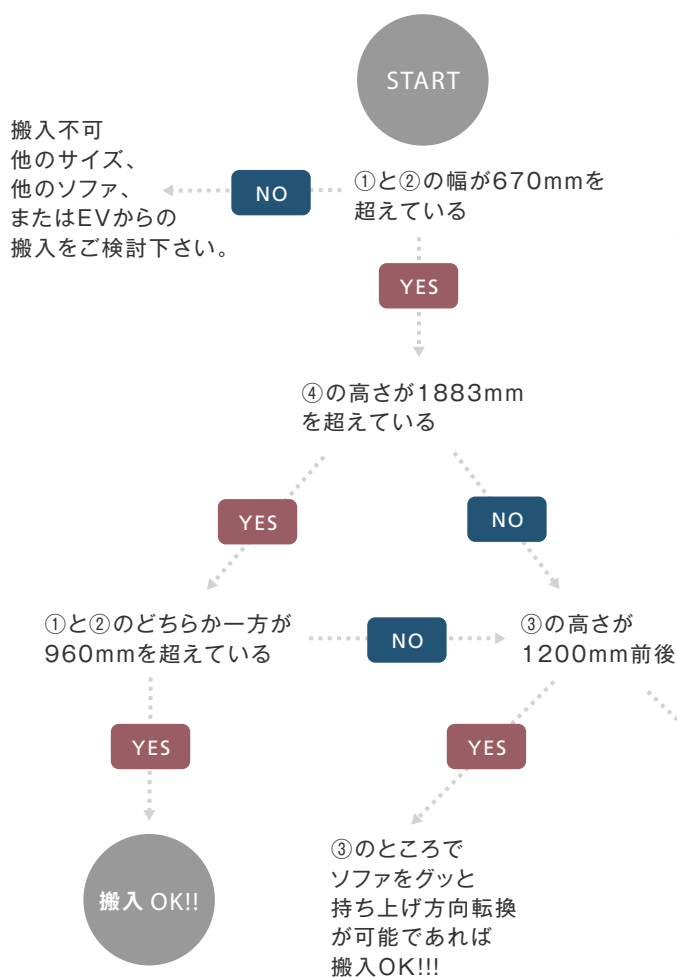 START
搬入不可
他のサイズ、
他のソファ、
またはEVからの
搬入をご検討下さい。
NO
①と②の幅が670mmを
超えている
YES
④の高さが1883mm
を超えている
YES
NO
①と②のどちらか一方が
960mmを超えている
NO
③の高さが
1200mm前後
YES
YES
搬入 OK!!
③のところで
ソファをグッと
持ち上げ方向転換
が可能であれば
搬入OK!!!